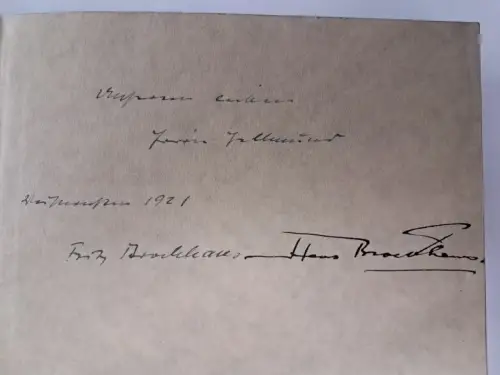 Unserem lieben
Weihnachten 1921
Fritz Brockhaus Hans Brockhaus.